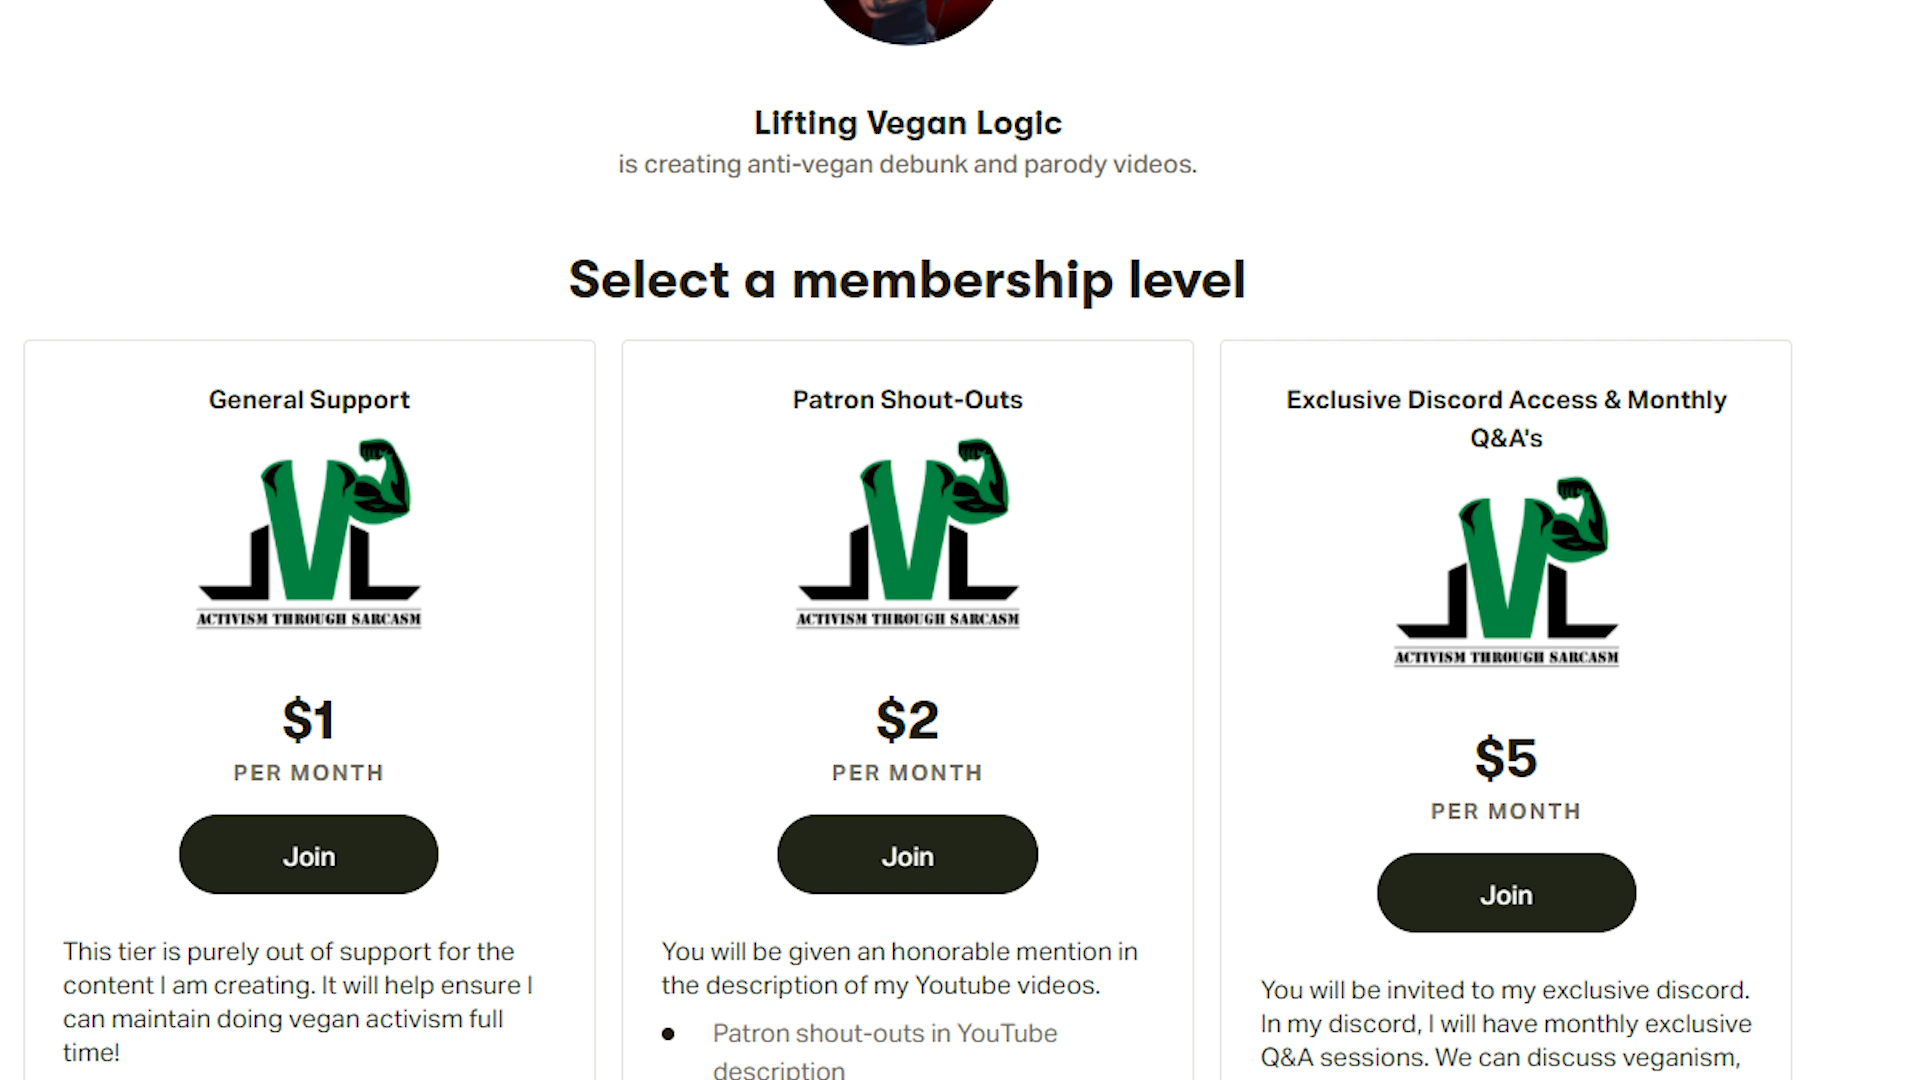 Lifting Vegan Logic
is creating anti-vegan debunk and parody videos.
Select a membership level
General Support
LVL
ACTIVISM THROUGH SARCASM
$1
PER MONTH
Join
This tier is purely out of support for the
content I am creating. It will help ensure I
can maintain doing vegan activism full
time!
Patron Shout-Outs
LVL
ACTIVISM THROUGH SARCASM
$2
PER MONTH
Join
You will be given an honorable mention in
the description of my Youtube videos.
• Patron shout-outs in YouTube
description
Exclusive Discord Access & Monthly
Q&A's
LVL
ACTIVISM THROUGH SARCASM
$5
PER MONTH
Join
You will be invited to my exclusive discord.
In my discord, I will have monthly exclusive
Q&A sessions. We can discuss veganism,